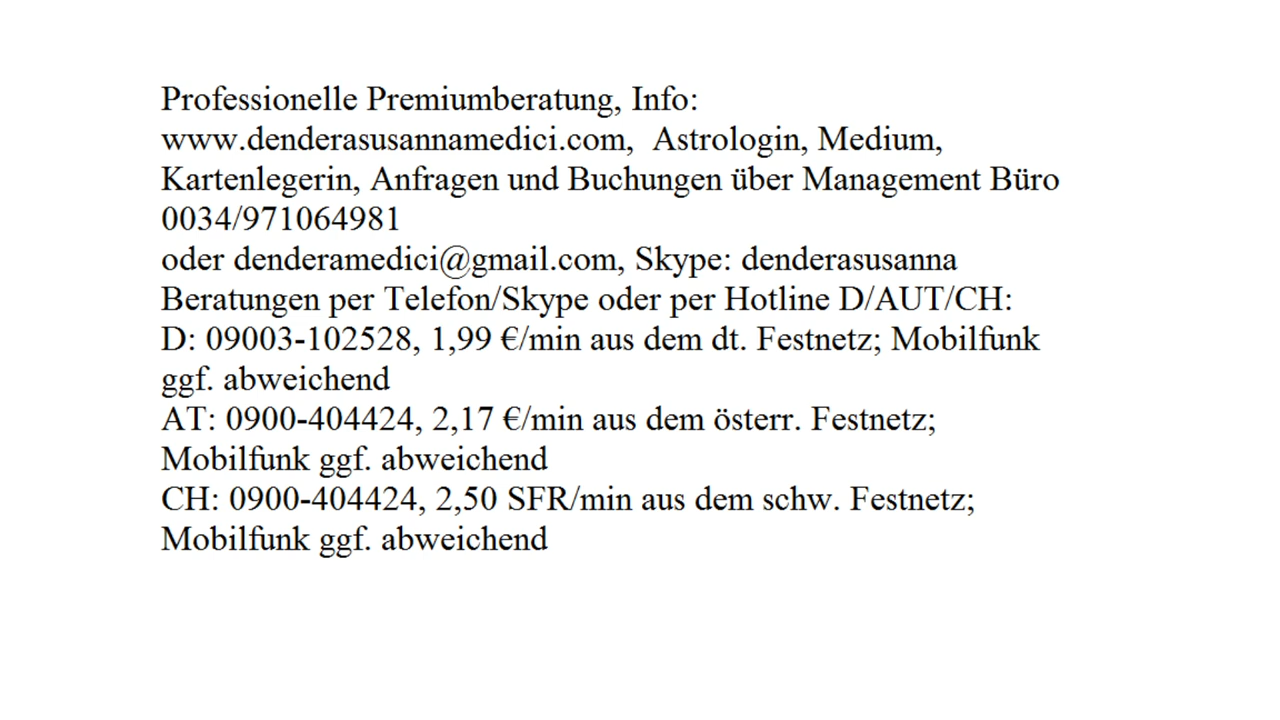 Professionelle Premiumberatung, Info:
www.denderasusannamedici.com,  Astrologin, Medium,
Kartenlegerin, Anfragen und Buchungen über Management Büro
0034/971064981
oder denderamedici@gmail.com, Skype: denderasusanna
Beratungen per Telefon/Skype oder per Hotline D/AUT/CH:
D: 09003-102528, 1,99 €/min aus dem dt. Festnetz; Mobilfunk
ggf. abweichend
AT: 0900-404424, 2,17 €/min aus dem österr. Festnetz;
Mobilfunk ggf. abweichend
CH: 0900-404424, 2,50 SFR/min aus dem schw. Festnetz;
Mobilfunk ggf. abweichend